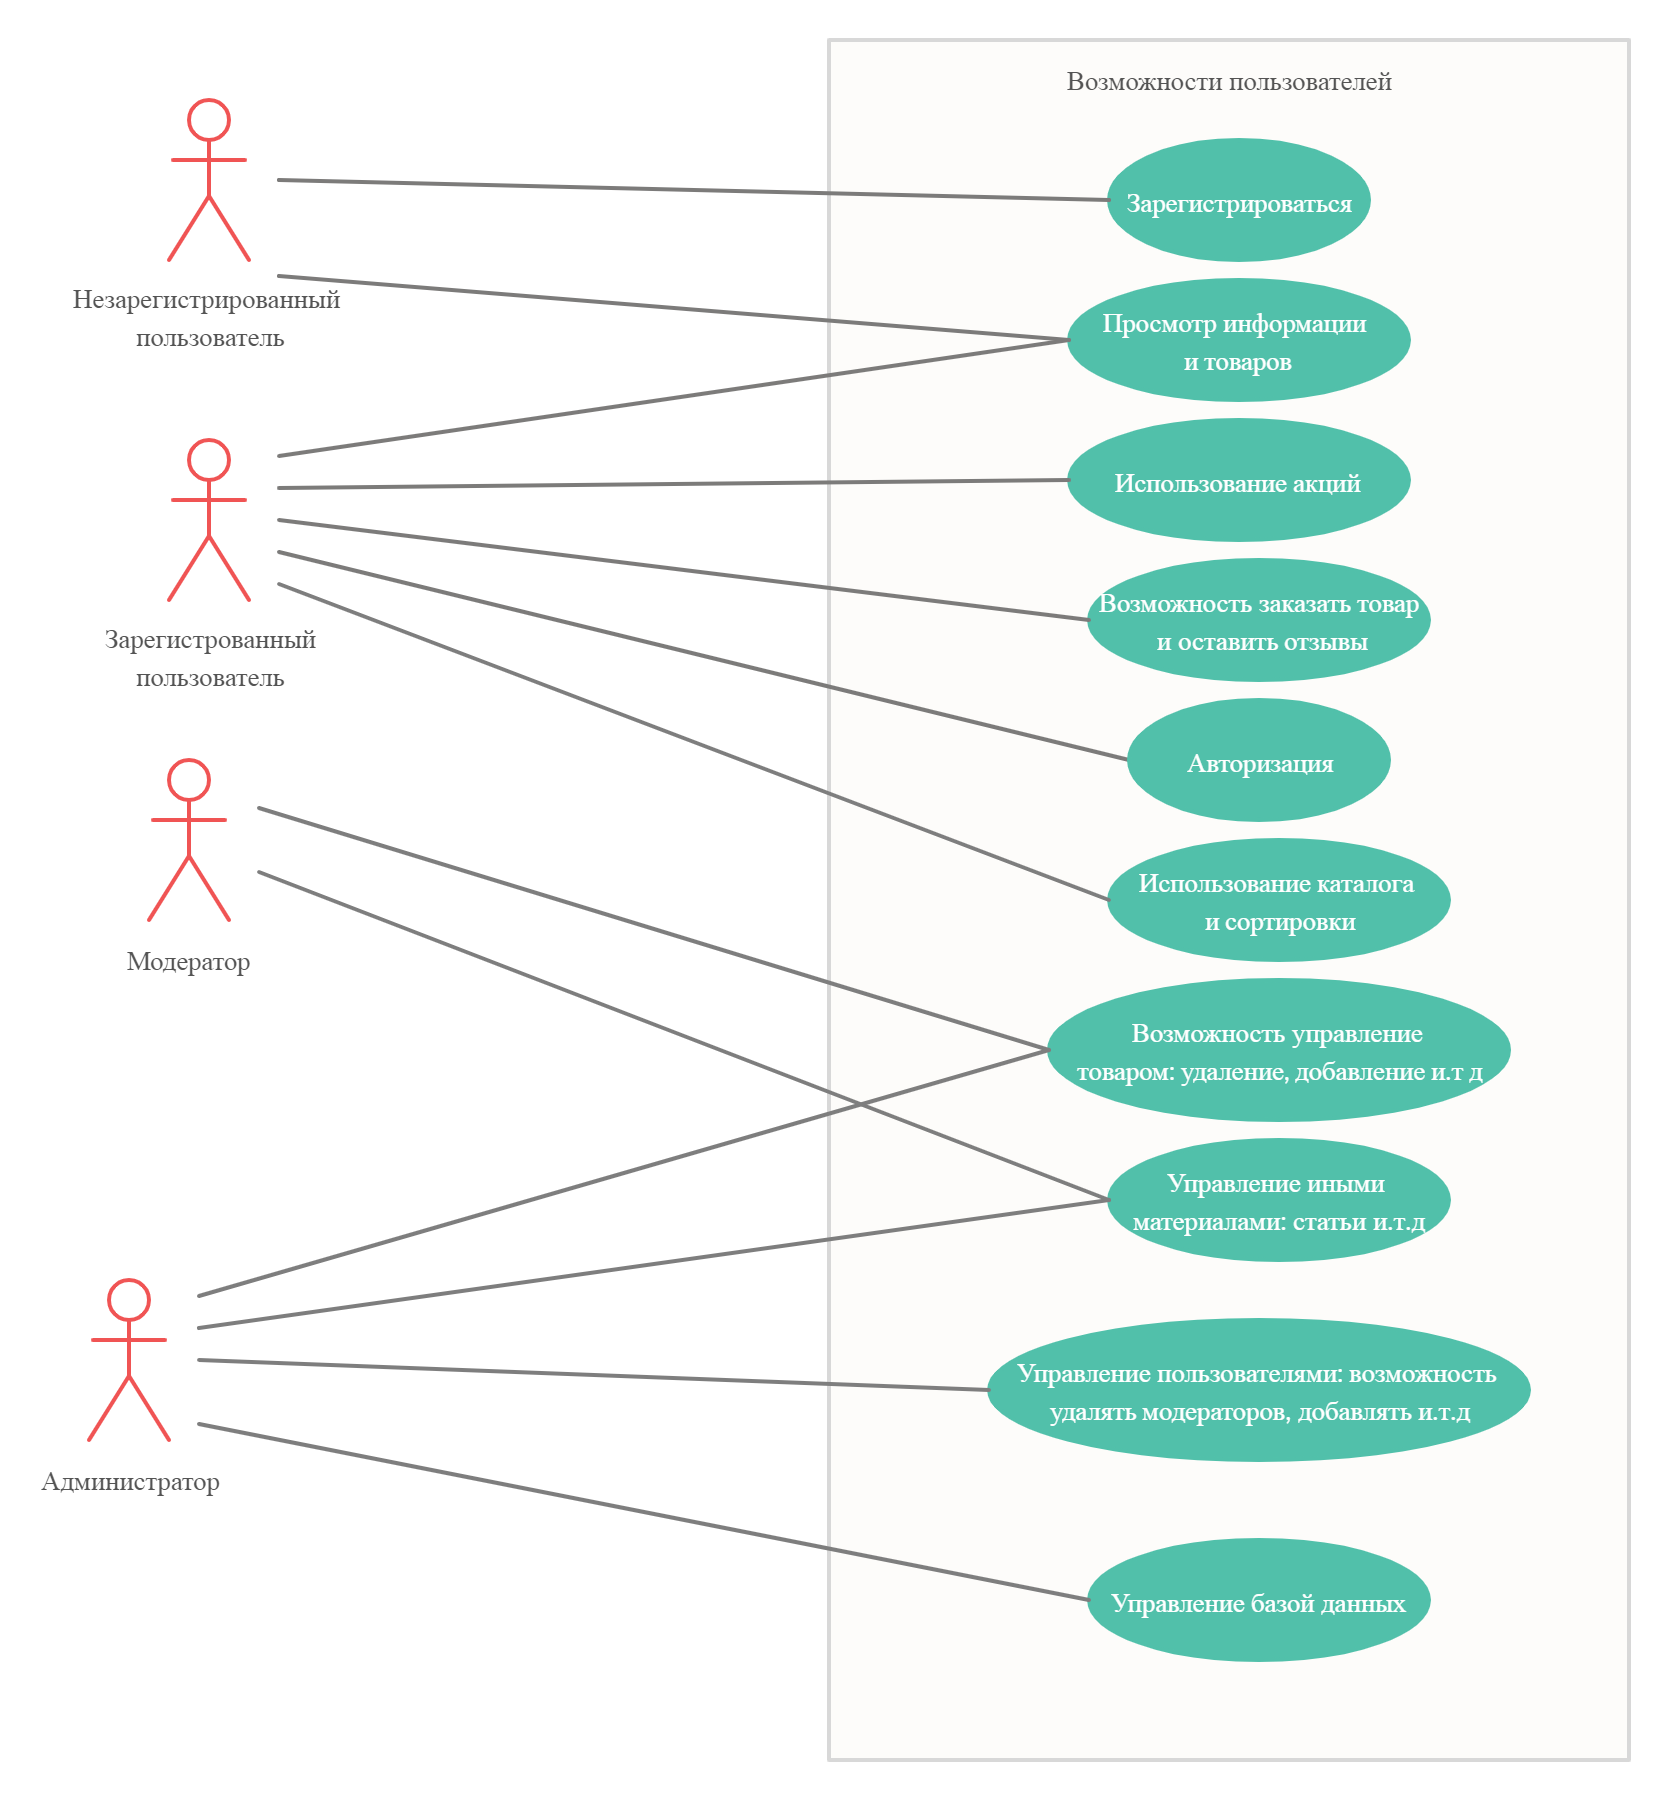 Возможности пользователей
Незарегистрированный
пользователь
Зарегистрованный
пользователь
Модератор
Администратор
Зарегистрироваться
Просмотр информации
и товаров
Использование акций
Возможность заказать товар
и оставить отзывы
Авторизация
Использование каталога
и сортировки
Возможность управление
товаром: удаление, добавление и.т д
Управление иными
материалами: статьи и.т.д
Управление пользователями: возможность
удалять модераторов, добавлять и.т.д
Управление базой данных